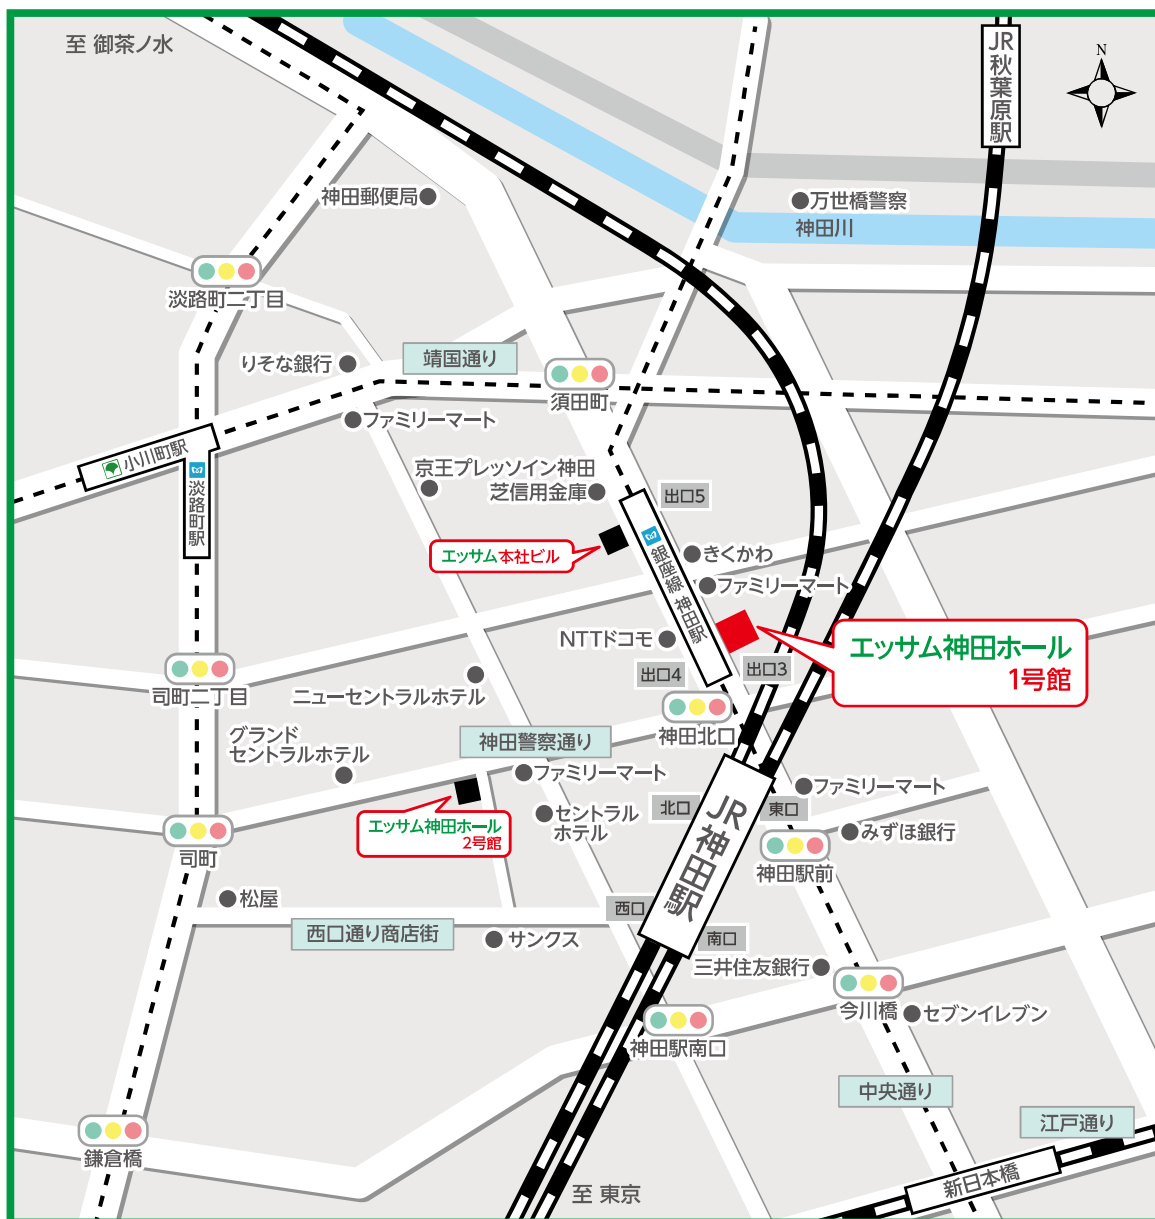 至 御茶ノ水
JR秋葉原駅
N
神田郵便局
万世橋警察
神田川
淡路町二丁目
りそな銀行
靖国通り
須田町
ファミリーマート
小川町駅
淡路町駅
京王プレッソイン神田
芝信用金庫
出口5
エッサム本社ビル
銀座線 神田駅
きくかわ
ファミリーマート
NTTドコモ
エッサム神田ホール
1号館
出口4
出口3
司町二丁目
ニューセントラルホテル
神田北口
グランド
セントラルホテル
神田警察通り
ファミリーマート
ファミリーマート
エッサム神田ホール
2号館
セントラル
ホテル
北口
JR神田駅
東口
みずほ銀行
司町
神田駅前
松屋
西口
西口通り商店街
サンクス
南口
三井住友銀行
今川橋
セブンイレブン
神田駅南口
中央通り
江戸通り
鎌倉橋
新日本橋
至 東京